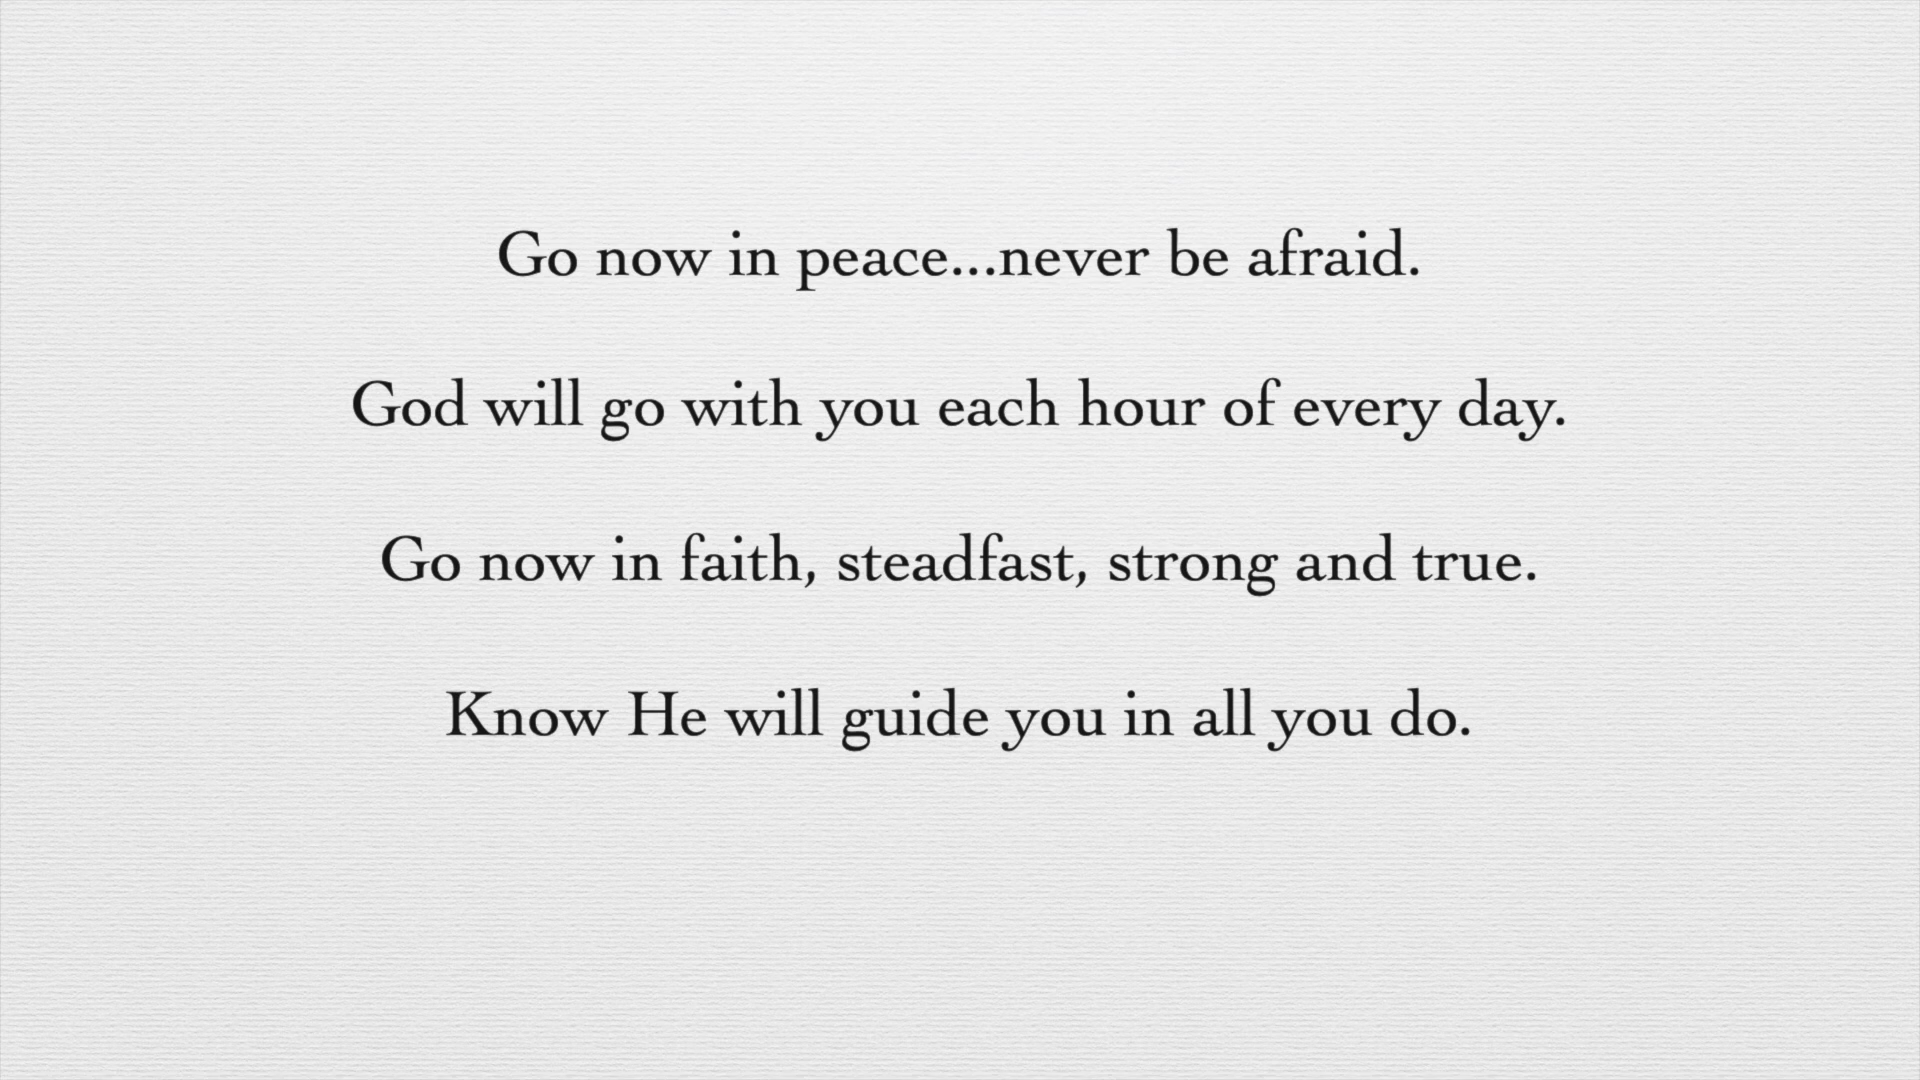 Go now in peace...never be afraid.
God will go with you each hour of every day.
Go now in faith, steadfast, strong and true.
Know He will guide you in all you do.